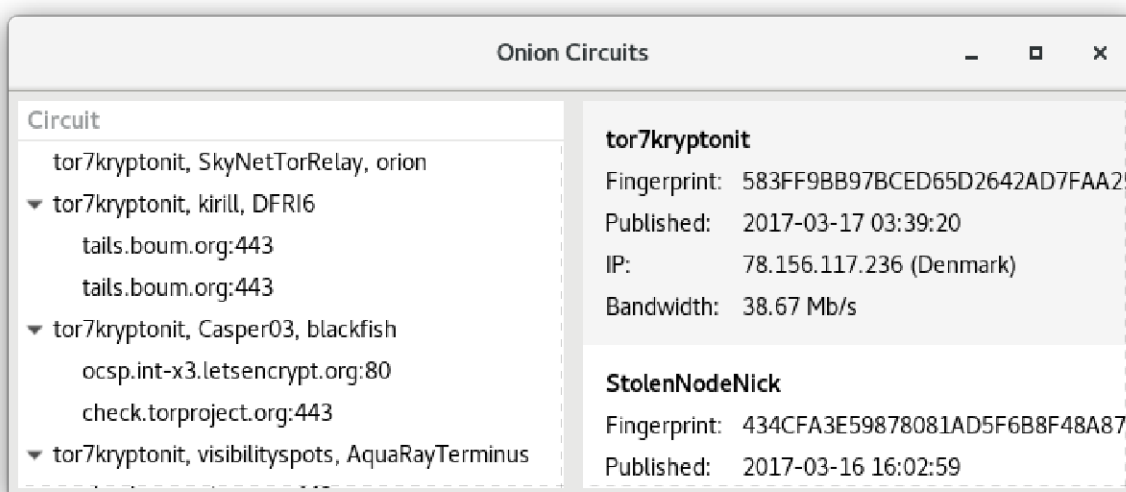 Onion Circuits
Circuit
tor7kryptonit, SkyNetTorRelay, orion
tor7kryptonit, kirill, DFRI6
tails.boum.org:443
tails.boum.org:443
tor7kryptonit, Casper03, blackfish
ocsp.int-x3.letsencrypt.org:80
check.torproject.org:443
tor7kryptonit, visibilityspots, AquaRayTerminus
tor7kryptonit
Fingerprint: 583FF9BB97BCED65D2642AD7FAA2
Published: 2017-03-17 03:39:20
IP: 78.156.117.236 (Denmark)
Bandwidth: 38.67 Mb/s
StolenNodeNick
Fingerprint: 434CFA3E59878081AD5F6B8F48A87
Published: 2017-03-16 16:02:59